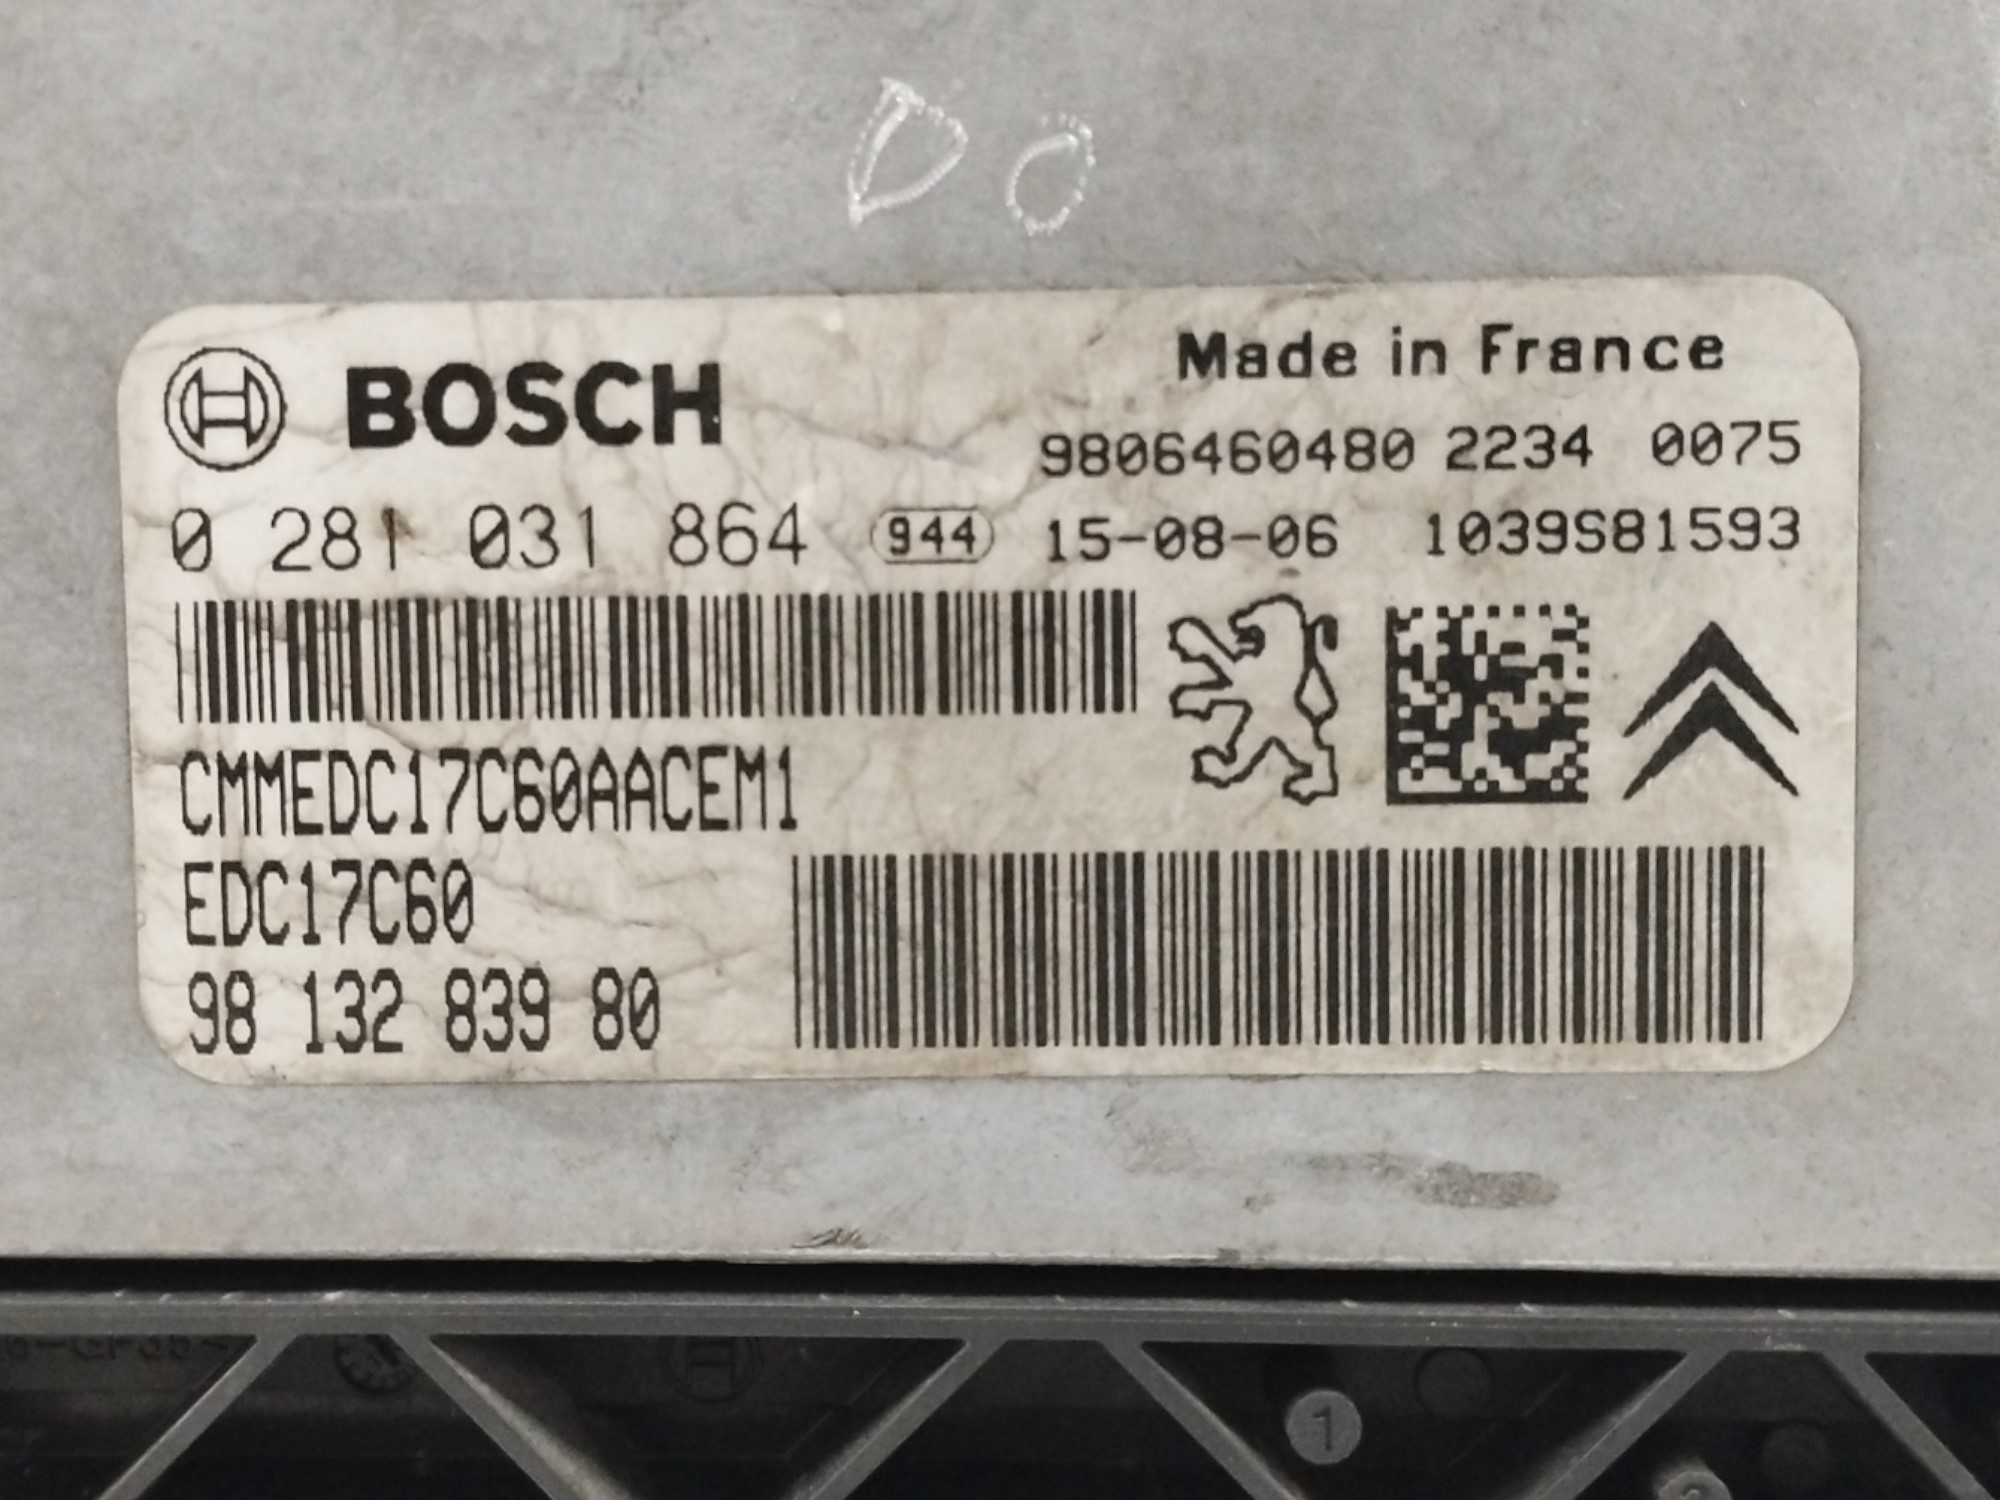 D O
BOSCH
Made in France
9806460480 2234 0075
0 281 031 864 944 15-08-06 1039S81593
CMMEDC17C60AACEM1
EDC17C60
98 132 839 80
1